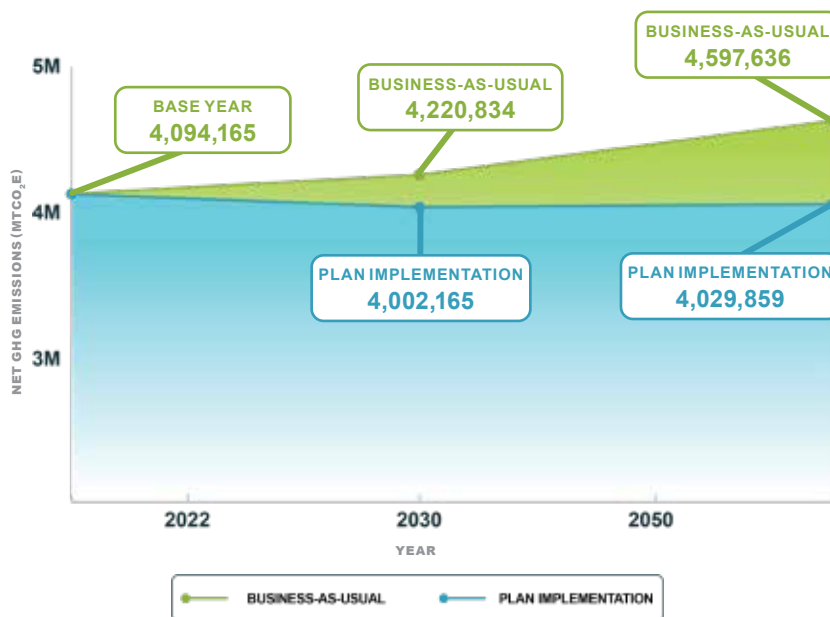 BUSINESS-AS-USUAL
4,597,636
5M
BUSINESS-AS-USUAL
4,220,834
BASE YEAR
4,094,165
4M
PLAN IMPLEMENTATION
4,002,165
PLAN IMPLEMENTATION
4,029,859
3M
NET GHG EMISSIONS (MTCO₂E)
2022
2030
2050
YEAR
BUSINESS-AS-USUAL
PLAN IMPLEMENTATION